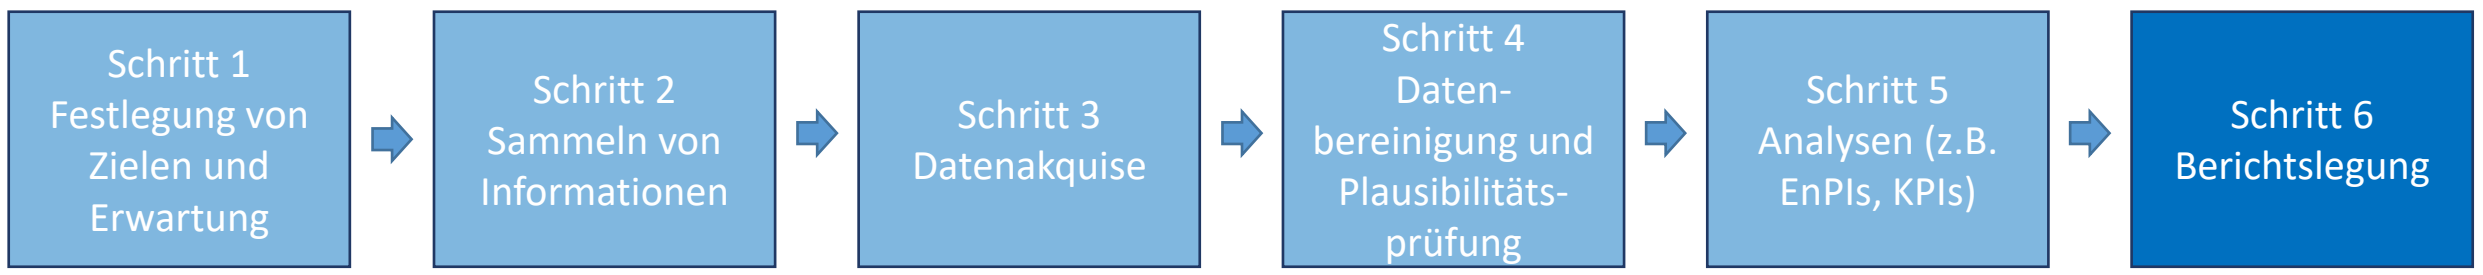 Schritt 1
Festlegung von
Zielen und
Erwartung
Schritt 2
Sammeln von
Informationen
Schritt 3
Datenakquise
Schritt 4
Daten-
bereinigung und
Plausibilitäts-
prüfung
Schritt 5
Analysen (z.B.
EnPIs, KPIs)
Schritt 6
Berichtslegung